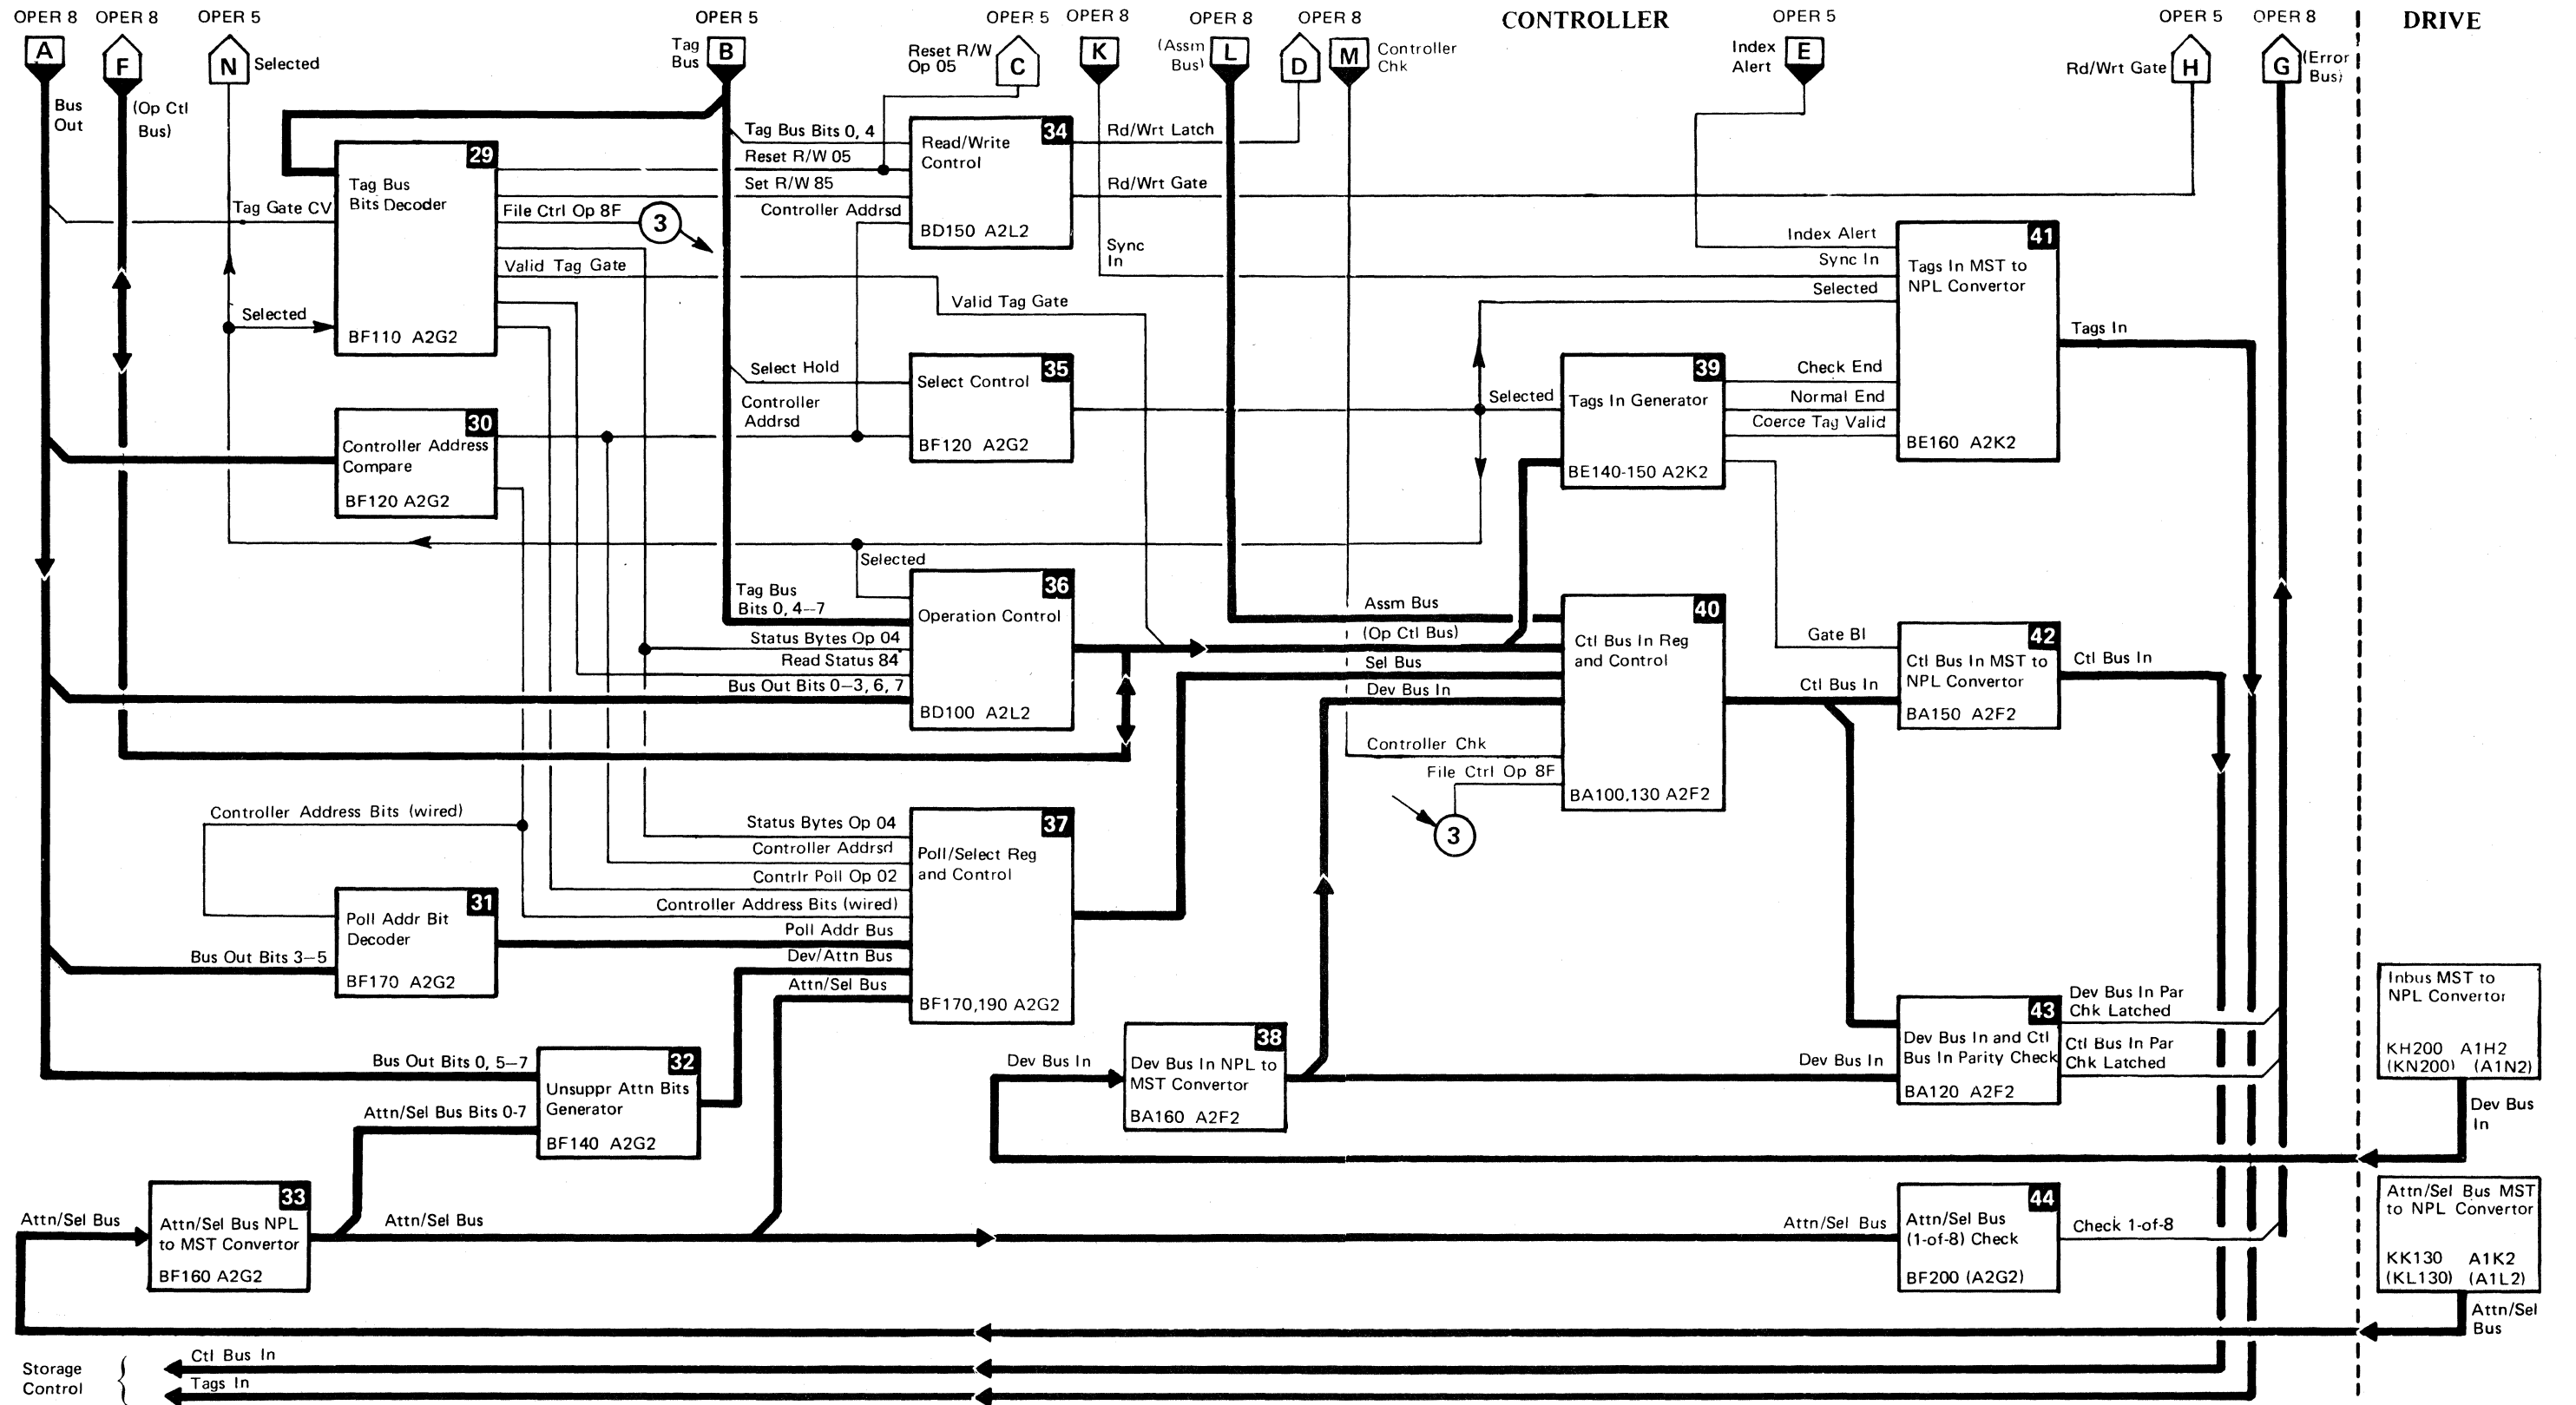 OPER 8
OPER 8
OPER 5
OPER 5
OPER 5
OPER 8
OPER 8
OPER 8
CONTROLLER
OPER 5
OPER 5
OPER 8
DRIVE
A
F
N
Selected
Tag
Bus
B
Reset R/W
Op 05
C
K
(Assm
Bus)
L
D
M
Controller
Chk
Index
Alert
E
Rd/Wrt Gate
H
G
(Error
Bus)
Bus
Out
(Op Ctl
Bus)
29
Tag Bus
Bits Decoder
BF110 A2G2
Tag Gate CV
Selected
File Ctrl Op 8F
3
Valid Tag Gate
Tag Bus Bits 0, 4
Reset R/W 05
Set R/W 85
Controller Addrsd
34
Read/Write
Control
BD150 A2L2
Rd/Wrt Latch
Rd/Wrt Gate
Sync
In
Valid Tag Gate
Index Alert
Sync In
Selected
41
Tags In MST to
NPL Convertor
BE160 A2K2
Tags In
30
Controller Address
Compare
BF120 A2G2
Select Hold
Controller
Addrsd
35
Select Control
BF120 A2G2
Selected
39
Tags In Generator
BE140-150 A2K2
Check End
Normal End
Coerce Tag Valid
Selected
Tag Bus
Bits 0, 4--7
Status Bytes Op 04
Read Status 84
Bus Out Bits 0—3, 6, 7
36
Operation Control
BD100 A2L2
Assm Bus
(Op Ctl Bus)
Sel Bus
Dev Bus In
Controller Chk
File Ctrl Op 8F
3
40
Ctl Bus In Reg
and Control
BA100,130 A2F2
Gate BI
Ctl Bus In
42
Ctl Bus In MST to
NPL Convertor
BA150 A2F2
Ctl Bus In
Controller Address Bits (wired)
31
Poll Addr Bit
Decoder
BF170 A2G2
Bus Out Bits 3—5
Status Bytes Op 04
Controller Addrsd
Contrlr Poll Op 02
Controller Address Bits (wired)
Poll Addr Bus
Dev/Attn Bus
Attn/Sel Bus
37
Poll/Select Reg
and Control
BF170,190 A2G2
Bus Out Bits 0, 5—7
Attn/Sel Bus Bits 0-7
32
Unsuppr Attn Bits
Generator
BF140 A2G2
Dev Bus In
38
Dev Bus In NPL to
MST Convertor
BA160 A2F2
Dev Bus In
43
Dev Bus In and Ctl
Bus In Parity Check
BA120 A2F2
Dev Bus In Par
Chk Latched
Ctl Bus In Par
Chk Latched
Inbus MST to
NPL Convertor
KH200 A1H2
(KN200) (A1N2)
Dev Bus
In
Attn/Sel Bus
33
Attn/Sel Bus NPL
to MST Convertor
BF160 A2G2
Attn/Sel Bus
Attn/Sel Bus
44
Attn/Sel Bus
(1-of-8) Check
BF200 (A2G2)
Check 1-of-8
Attn/Sel Bus MST
to NPL Convertor
KK130 A1K2
(KL130) (A1L2)
Attn/Sel
Bus
Storage
Control
Ctl Bus In
Tags In